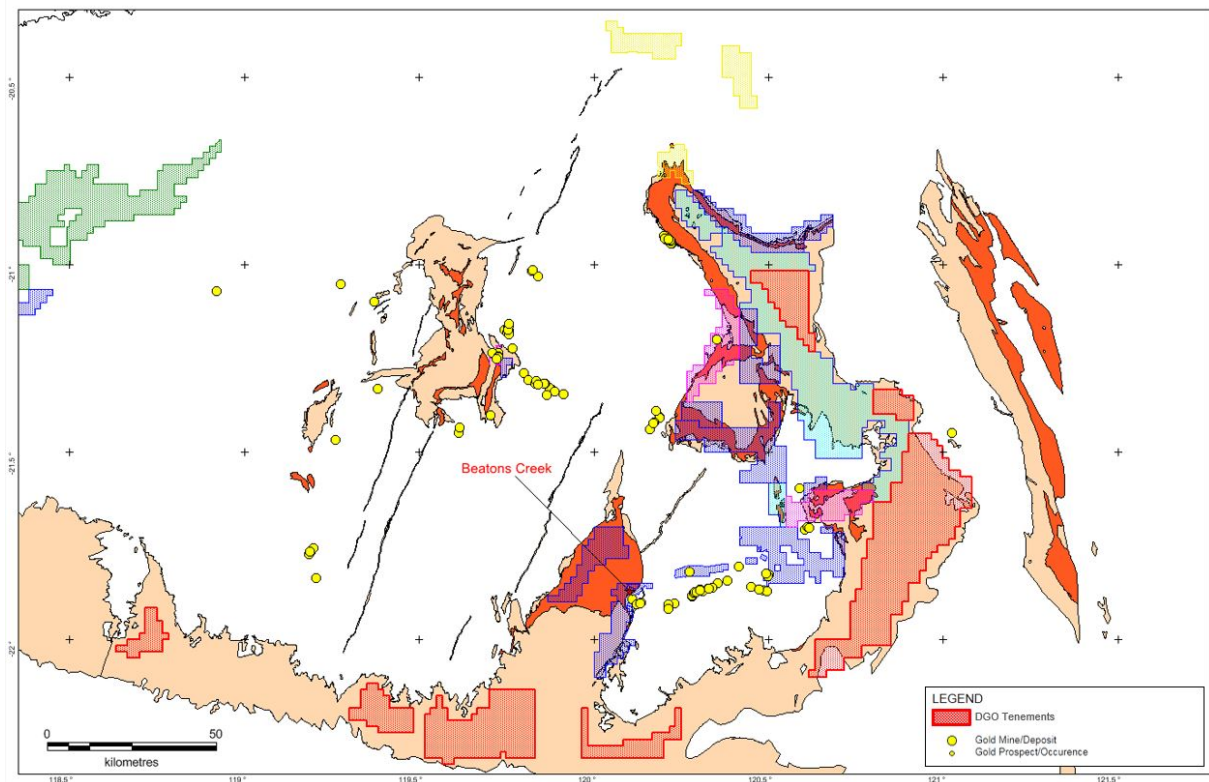 -20.5 °
-21 °
-21.5 °
-22 °
Beatons Creek
0
50
kilometres
LEGEND
DGO Tenements
Gold Mine/Deposit
Gold Prospect/Occurence
118.5 °
119 °
119.5 °
120 °
120.5 °
121 °
121.5 °